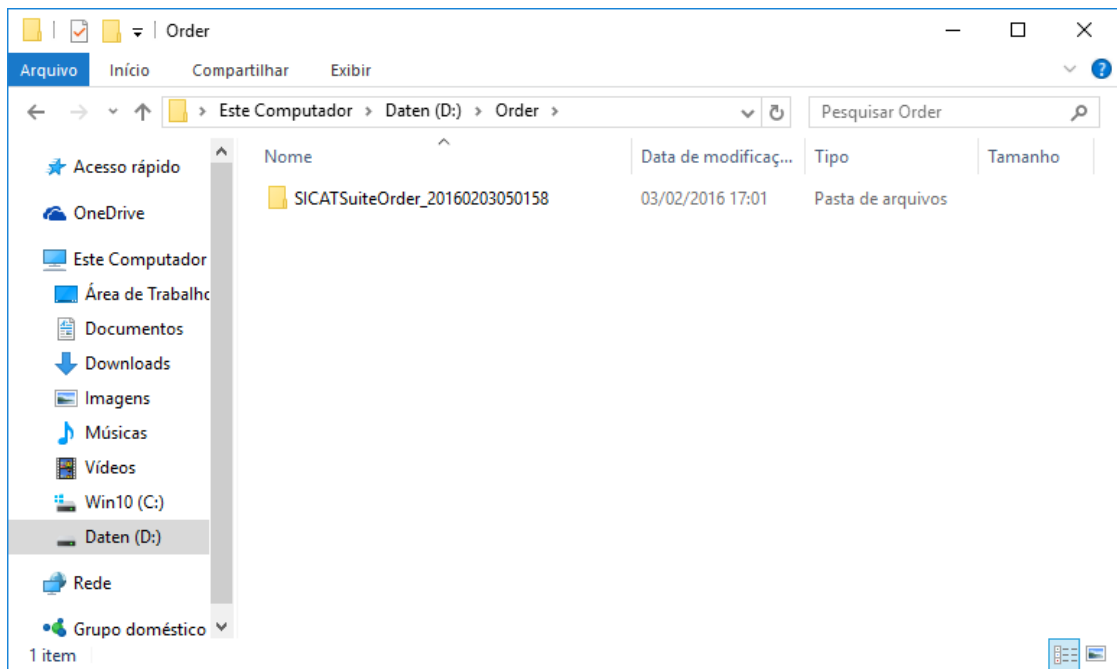 Order
Arquivo Início Compartilhar Exibir
Este Computador > Daten (D:) > Order > Pesquisar Order
Nome Data de modificaç... Tipo Tamanho
SICATSuiteOrder_20160203050158 03/02/2016 17:01 Pasta de arquivos
Acesso rápido
OneDrive
Este Computador
Área de Trabalho
Documentos
Downloads
Imagens
Músicas
Vídeos
Win10 (C:)
Daten (D:)
Rede
Grupo doméstico
1 item